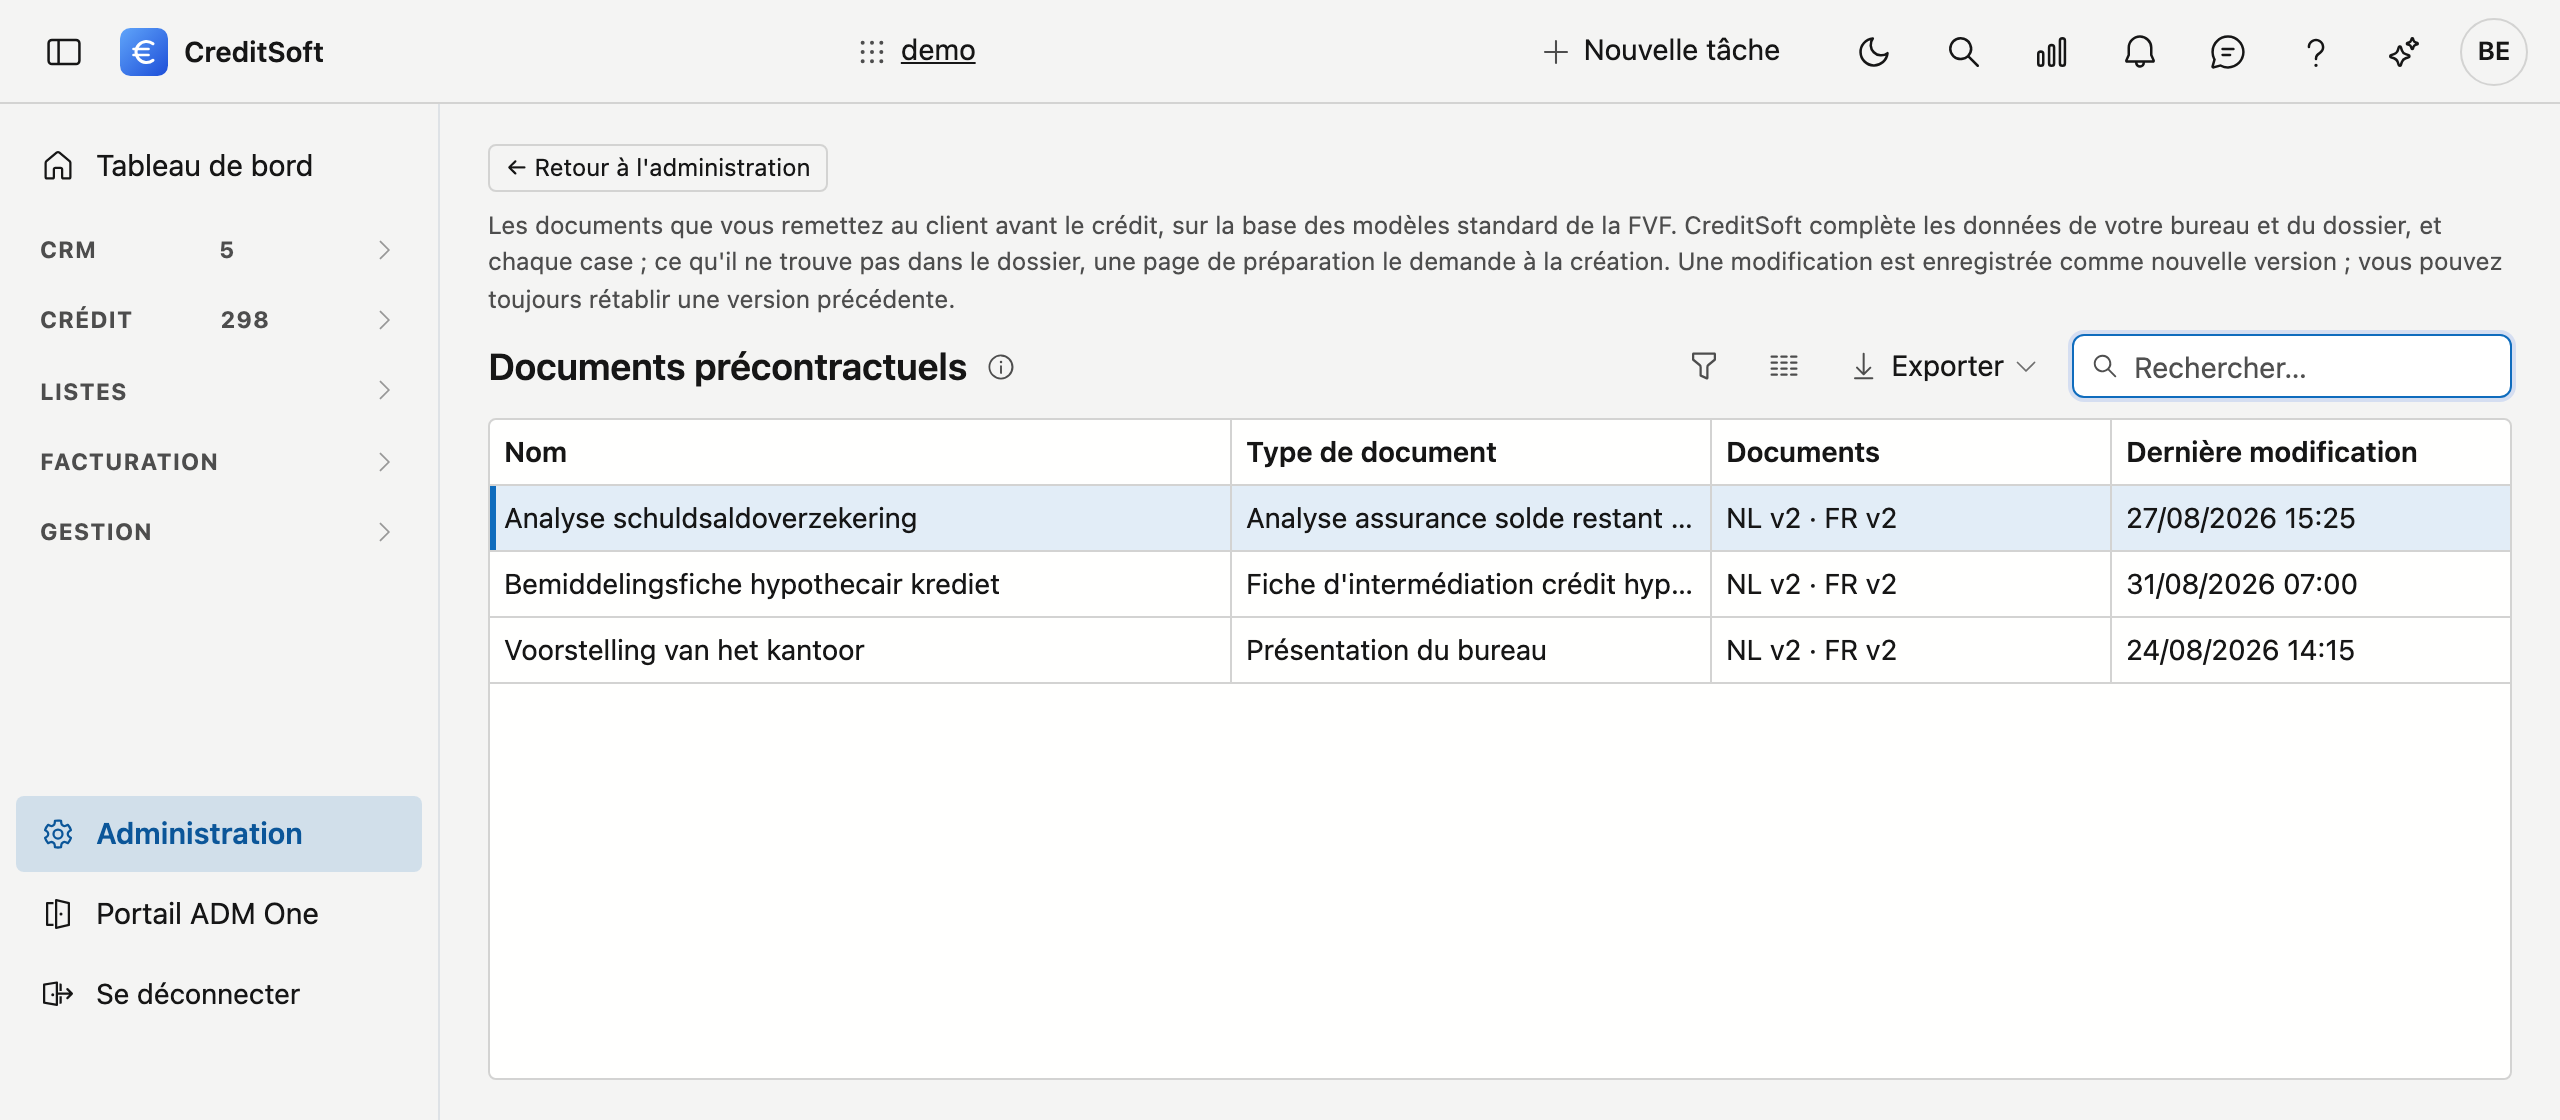 CreditSoft
demo
Nouvelle tâche
BE
Tableau de bord
CRM 5
CRÉDIT 298
LISTES
FACTURATION
GESTION
Administration
Portail ADM One
Se déconnecter
← Retour à l'administration
Les documents que vous remettez au client avant le crédit, sur la base des modèles standard de la FVF. CreditSoft complète les données de votre bureau et du dossier, et
chaque case ; ce qu'il ne trouve pas dans le dossier, une page de préparation le demande à la création. Une modification est enregistrée comme nouvelle version ; vous pouvez
toujours rétablir une version précédente.
Documents précontractuels
Exporter
Rechercher...
Nom Type de document Documents Dernière modification
Analyse schuldsaldoverzekering Analyse assurance solde restant ... NL v2 · FR v2 27/08/2026 15:25
Bemiddelingsfiche hypothecair krediet Fiche d'intermédiation crédit hyp... NL v2 · FR v2 31/08/2026 07:00
Voorstelling van het kantoor Présentation du bureau NL v2 · FR v2 24/08/2026 14:15